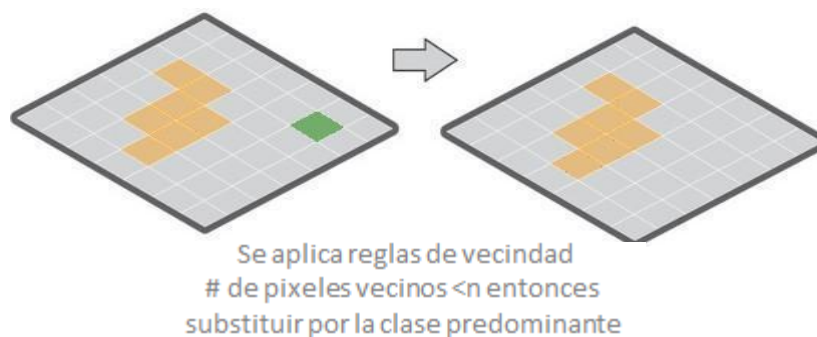 Se aplica reglas de vecindad
# de pixeles vecinos <n entonces
substituir por la clase predominante